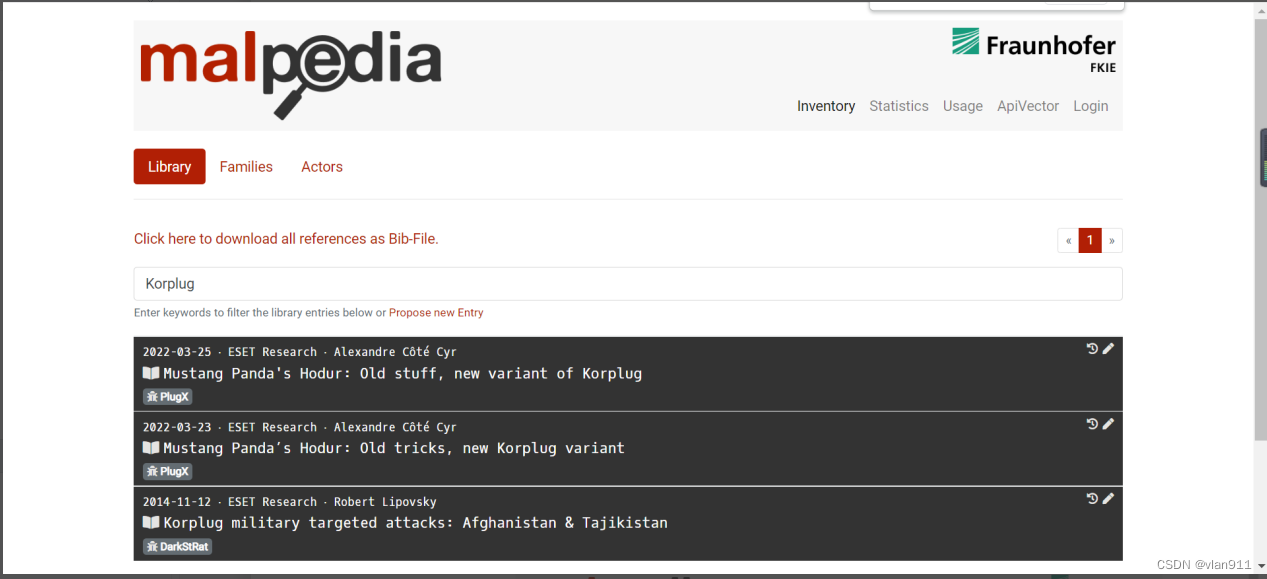 malpedia
Fraunhofer
FKIE
Inventory Statistics Usage ApiVector Login
Library Families Actors
Click here to download all references as Bib-File.
« 1 »
Korplug
Enter keywords to filter the library entries below or Propose new Entry
2022-03-25 · ESET Research · Alexandre Côté Cyr
Mustang Panda's Hodur: Old stuff, new variant of Korplug
PlugX
2022-03-23 · ESET Research · Alexandre Côté Cyr
Mustang Panda’s Hodur: Old tricks, new Korplug variant
PlugX
2014-11-12 · ESET Research · Robert Lipovsky
Korplug military targeted attacks: Afghanistan & Tajikistan
DarkStRat
CSDN @vlan911